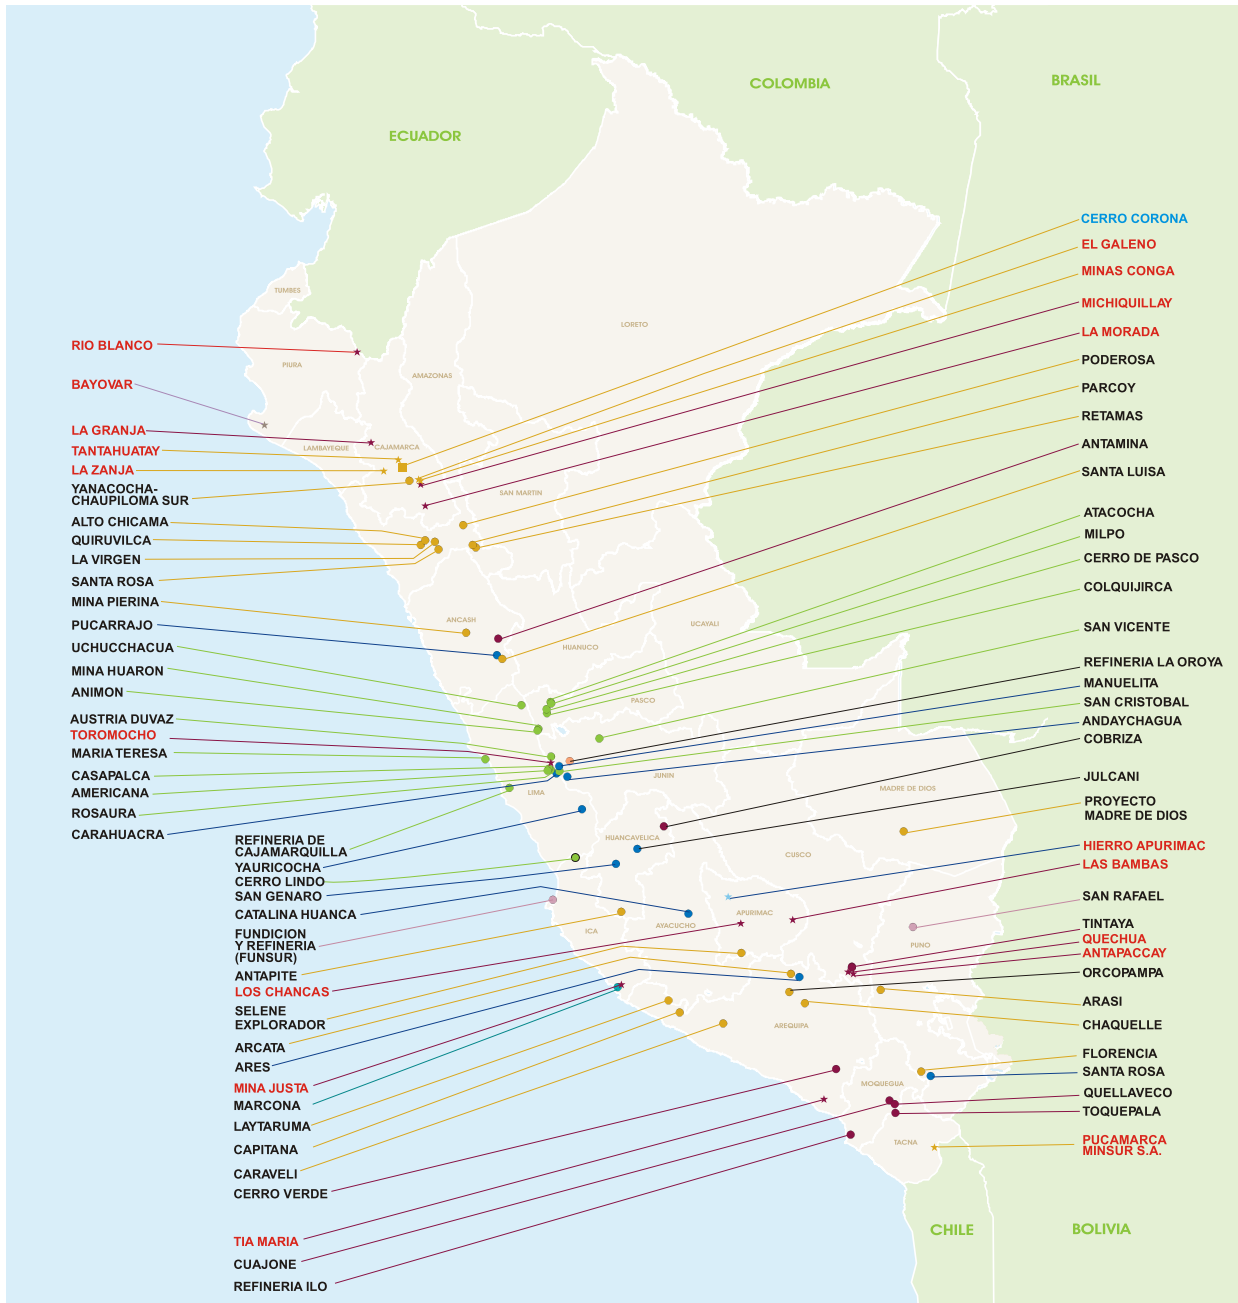 COLOMBIA
BRASIL
ECUADOR
TUMBES
PIURA
LORETO
AMAZONAS
LAMBAYEQUE
CAJAMARCA
SAN MARTIN
ANCASH
HUANUCO
UCAYALI
PASCO
JUNIN
LIMA
MADRE DE DIOS
HUANCAVELICA
CUSCO
ICA
AYACUCHO
APURIMAC
PUNO
AREQUIPA
MOQUEGUA
TACNA
CHILE
BOLIVIA
RIO BLANCO
BAYOVAR
LA GRANJA
TANTAHUATAY
LA ZANJA
YANACOCHA-
CHAUPILOMA SUR
ALTO CHICAMA
QUIRUVILCA
LA VIRGEN
SANTA ROSA
MINA PIERINA
PUCARRAJO
UCHUCCHACUA
MINA HUARON
ANIMON
AUSTRIA DUVAZ
TOROMOCHO
MARIA TERESA
CASAPALCA
AMERICANA
ROSAURA
CARAHUACRA
REFINERIA DE
CAJAMARQUILLA
YAURICOCHA
CERRO LINDO
SAN GENARO
CATALINA HUANCA
FUNDICION
Y REFINERIA
(FUNSUR)
ANTAPITE
LOS CHANCAS
SELENE
EXPLORADOR
ARCATA
ARES
MINA JUSTA
MARCONA
LAYTARUMA
CAPITANA
CARAVELI
CERRO VERDE
TIA MARIA
CUAJONE
REFINERIA ILO
CERRO CORONA
EL GALENO
MINAS CONGA
MICHIQUILLAY
LA MORADA
PODEROSA
PARCOY
RETAMAS
ANTAMINA
SANTA LUISA
ATACOCHA
MILPO
CERRO DE PASCO
COLQUIJIRCA
SAN VICENTE
REFINERIA LA OROYA
MANUELITA
SAN CRISTOBAL
ANDAYCHAGUA
COBRIZA
JULCANI
PROYECTO
MADRE DE DIOS
HIERRO APURIMAC
LAS BAMBAS
SAN RAFAEL
TINTAYA
QUECHUA
ANTAPACCAY
ORCOPAMPA
ARASI
CHAQUELLE
FLORENCIA
SANTA ROSA
QUELLAVECO
TOQUEPALA
PUCAMARCA
MINSUR S.A.